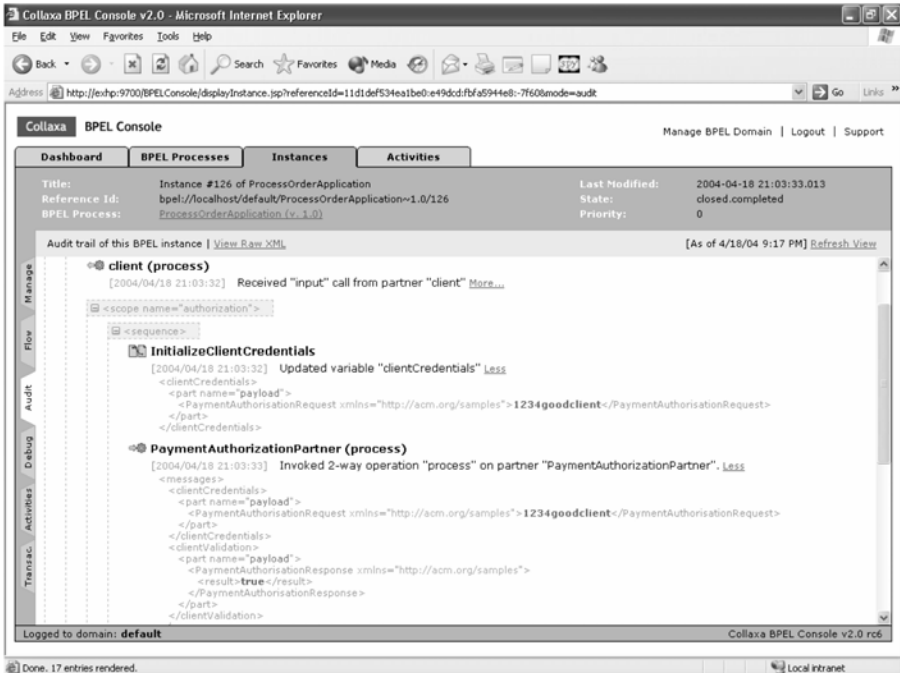 Collaxa BPEL Console v2.0 - Microsoft Internet Explorer
File Edit View Favorites Tools Help
Back Search Favorites Media
Address http://exhp:9700/BPELConsole/displayInstance.jsp?referenceId=11d1def534ea1be0:e49dcd:fbfa5944e8:-7f60&mode=audit Go Links »
Collaxa BPEL Console
Manage BPEL Domain | Logout | Support
Dashboard BPEL Processes Instances Activities
Title: Instance #126 of ProcessOrderApplication Last Modified: 2004-04-18 21:03:33.013
Reference Id: bpel://localhost/default/ProcessOrderApplication~1.0/126 State: closed.completed
BPEL Process: ProcessOrderApplication (v. 1.0) Priority: 0
Audit trail of this BPEL instance | View Raw XML [As of 4/18/04 9:17 PM] Refresh View
Manage
Flow
Audit
Debug
Activities
Transac.
client (process)
[2004/04/18 21:03:32] Received "input" call from partner "client" More...
<scope name="authorization">
<sequence>
InitializeClientCredentials
[2004/04/18 21:03:32] Updated variable "clientCredentials" Less
<clientCredentials>
<part name="payload">
<PaymentAuthorisationRequest xmlns="http://acm.org/samples">1234goodclient</PaymentAuthorisationRequest>
</part>
</clientCredentials>
PaymentAuthorizationPartner (process)
[2004/04/18 21:03:33] Invoked 2-way operation "process" on partner "PaymentAuthorizationPartner". Less
<messages>
<clientCredentials>
<part name="payload">
<PaymentAuthorisationRequest xmlns="http://acm.org/samples">1234goodclient</PaymentAuthorisationRequest>
</part>
</clientCredentials>
<clientValidation>
<part name="payload">
<PaymentAuthorisationResponse xmlns="http://acm.org/samples">
<result>true</result>
</PaymentAuthorisationResponse>
</part>
</clientValidation>
Logged to domain: default Collaxa BPEL Console v2.0 rc6
Done. 17 entries rendered. Local intranet